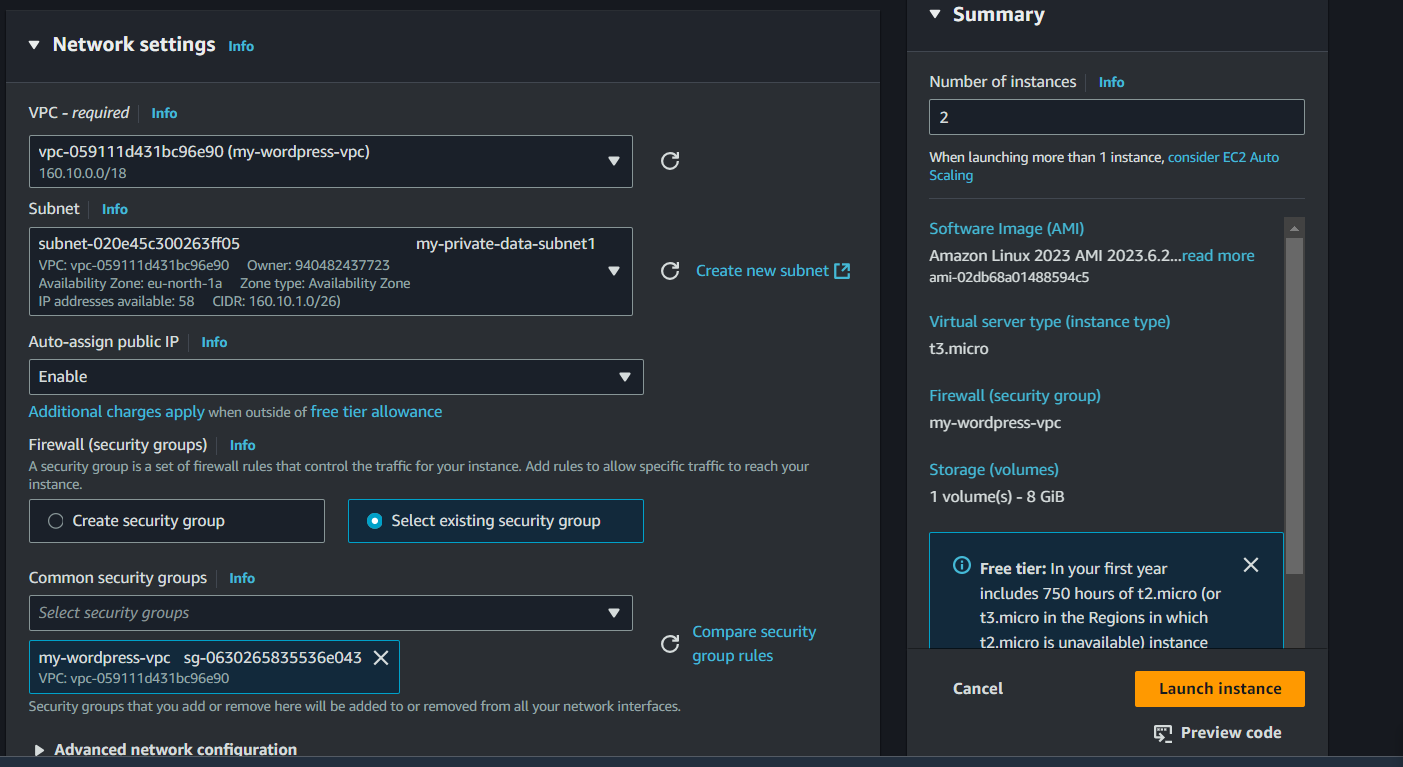 Network settings Info
VPC - required Info
vpc-059111d431bc96e90 (my-wordpress-vpc)
160.10.0.0/18
Subnet Info
subnet-020e45c300263ff05 my-private-data-subnet1
VPC: vpc-059111d431bc96e90 Owner: 940482437723
Availability Zone: eu-north-1a Zone type: Availability Zone
IP addresses available: 58 CIDR: 160.10.1.0/26)
Create new subnet
Auto-assign public IP Info
Enable
Additional charges apply when outside of free tier allowance
Firewall (security groups) Info
A security group is a set of firewall rules that control the traffic for your instance. Add rules to allow specific traffic to reach your
instance.
Create security group
Select existing security group
Common security groups Info
Select security groups
my-wordpress-vpc sg-0630265835536e043
VPC: vpc-059111d431bc96e90
Compare security
group rules
Security groups that you add or remove here will be added to or removed from all your network interfaces.
Advanced network configuration
Summary
Number of instances Info
2
When launching more than 1 instance, consider EC2 Auto
Scaling
Software Image (AMI)
Amazon Linux 2023 AMI 2023.6.2...read more
ami-02db68a01488594c5
Virtual server type (instance type)
t3.micro
Firewall (security group)
my-wordpress-vpc
Storage (volumes)
1 volume(s) - 8 GiB
Free tier: In your first year
includes 750 hours of t2.micro (or
t3.micro in the Regions in which
t2.micro is unavailable) instance
Cancel
Launch instance
Preview code